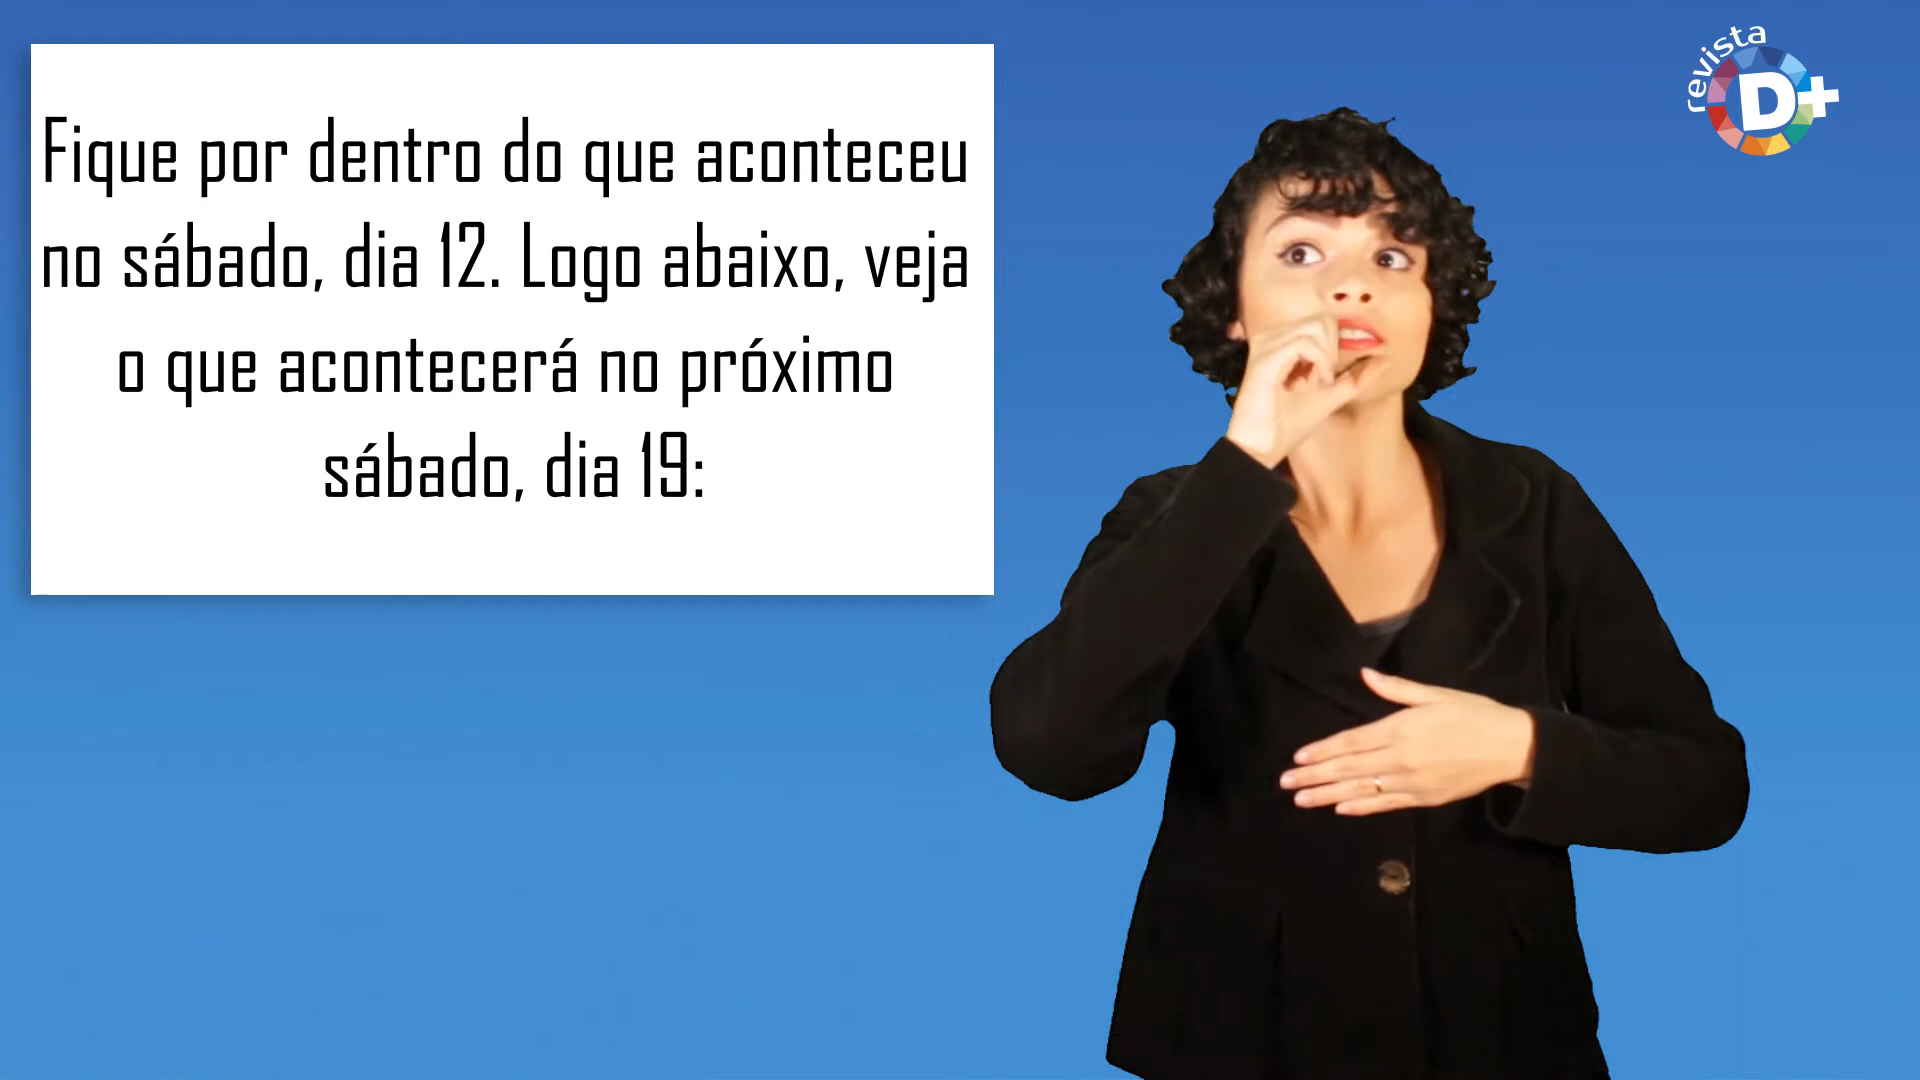 Fique por dentro do que aconteceu
no sábado, dia 12. Logo abaixo, veja
o que acontecerá no próximo
sábado, dia 19:
revista
D+